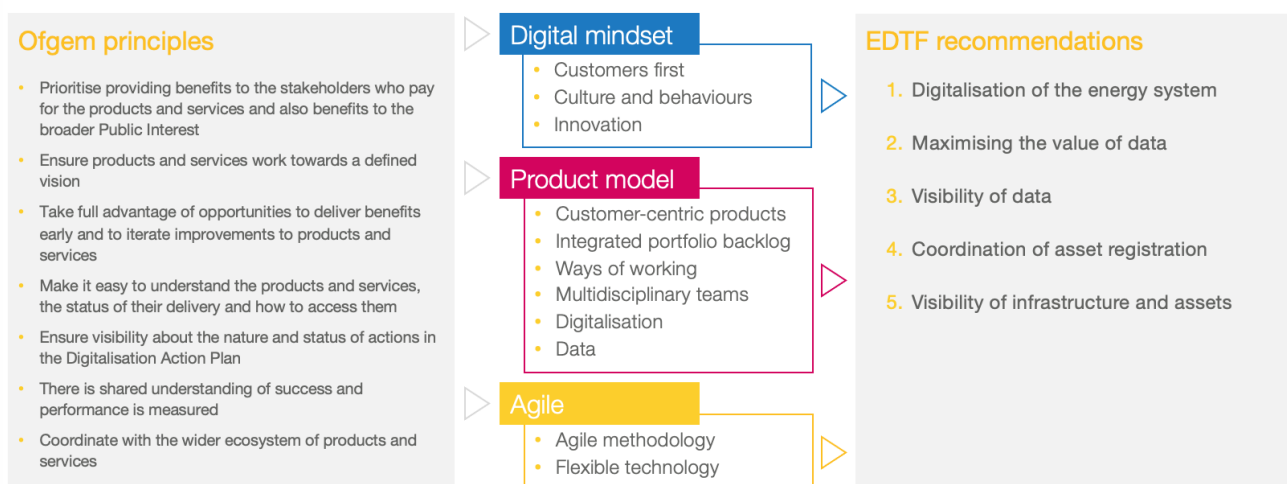 Ofgem principles
• Prioritise providing benefits to the stakeholders who pay
for the products and services and also benefits to the
broader Public Interest
• Ensure products and services work towards a defined
vision
• Take full advantage of opportunities to deliver benefits
early and to iterate improvements to products and
services
• Make it easy to understand the products and services,
the status of their delivery and how to access them
• Ensure visibility about the nature and status of actions in
the Digitalisation Action Plan
• There is shared understanding of success and
performance is measured
• Coordinate with the wider ecosystem of products and
services
Digital mindset
• Customers first
• Culture and behaviours
• Innovation
Product model
• Customer-centric products
• Integrated portfolio backlog
• Ways of working
• Multidisciplinary teams
• Digitalisation
• Data
Agile
• Agile methodology
• Flexible technology
EDTF recommendations
1. Digitalisation of the energy system
2. Maximising the value of data
3. Visibility of data
4. Coordination of asset registration
5. Visibility of infrastructure and assets